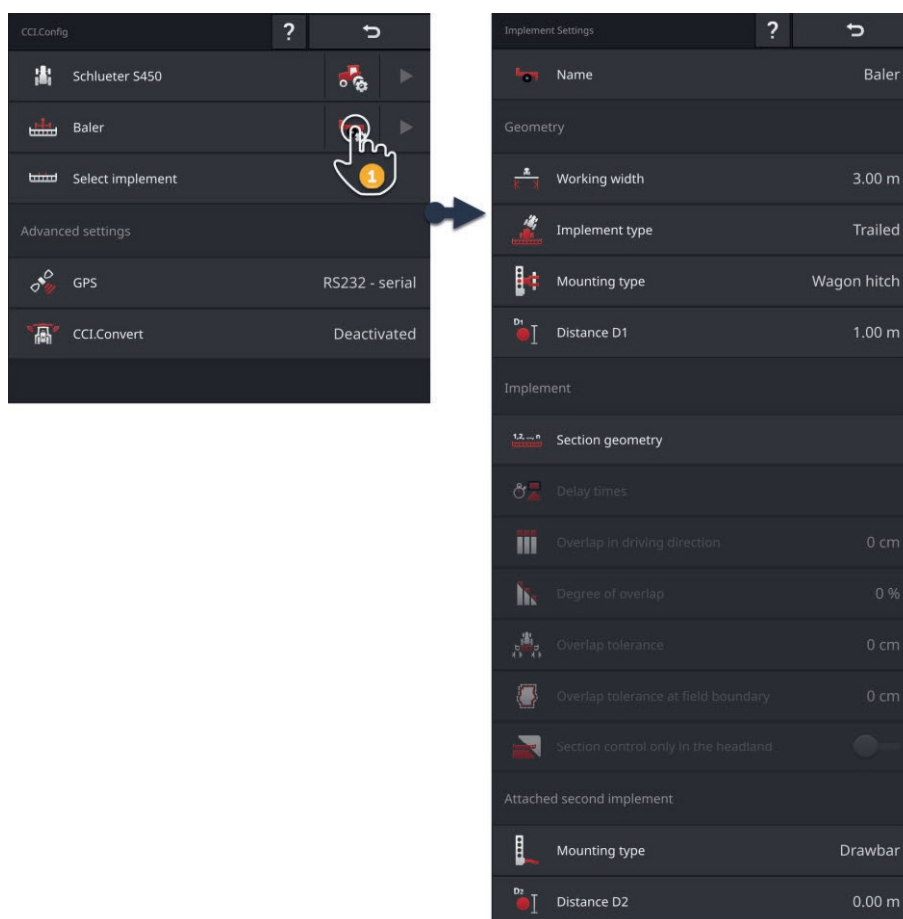 CCI.Config ?
Schlueter S450
Baler
1
Select implement
Advanced settings
GPS RS232 - serial
CCI.Convert Deactivated
Implement Settings ?
Name Baler
Geometry
Working width 3.00 m
Implement type Trailed
Mounting type Wagon hitch
D1
Distance D1 1.00 m
Implement
1,2, ..., n
Section geometry
Delay times
Overlap in driving direction 0 cm
Degree of overlap 0 %
Overlap tolerance 0 cm
Overlap tolerance at field boundary 0 cm
Section control only in the headland
Attached second implement
Mounting type Drawbar
D2
Distance D2 0.00 m